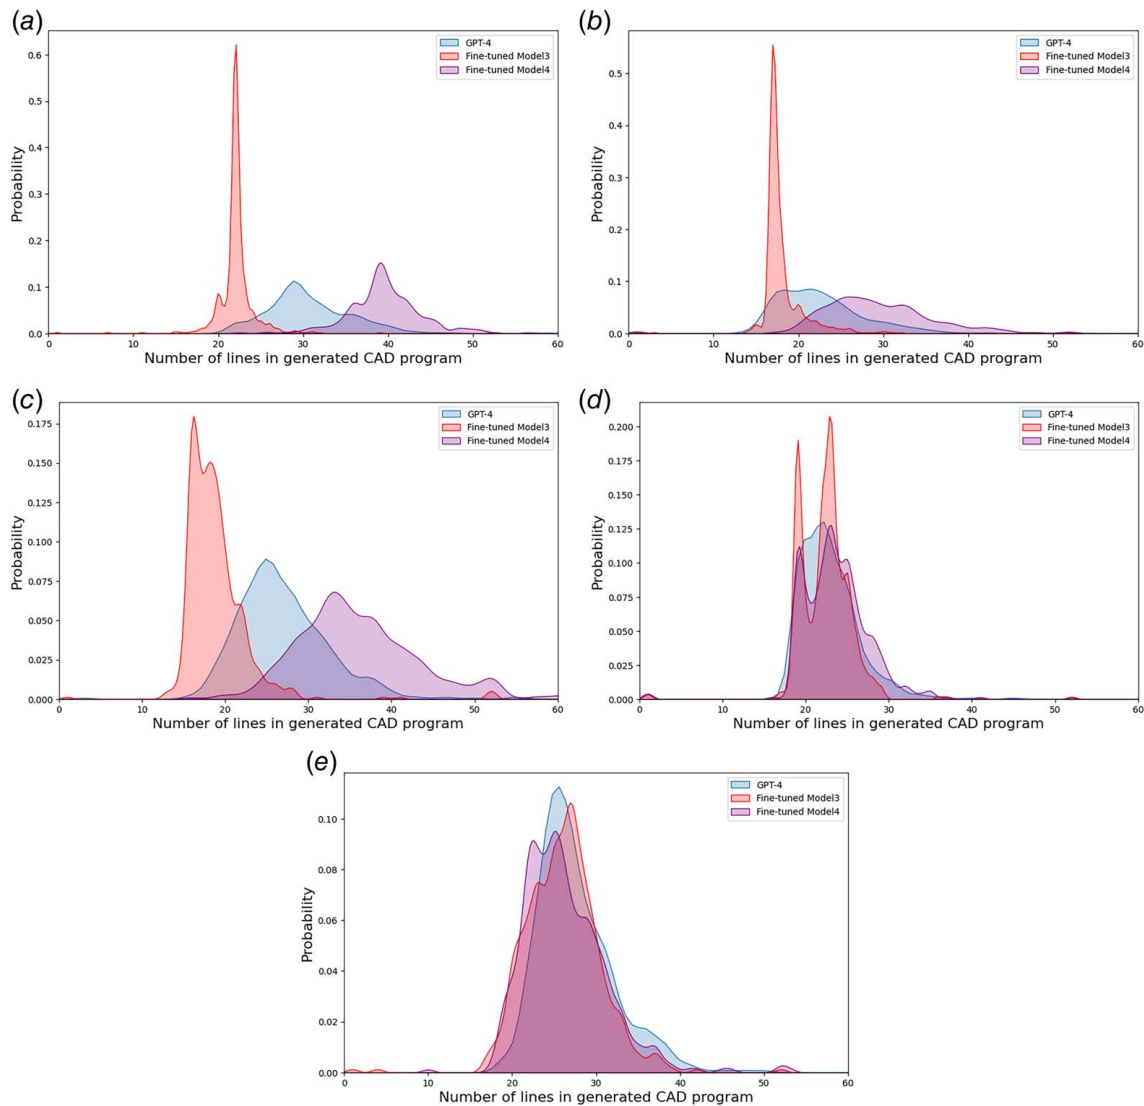 (a)
GPT-4
Fine-tuned Model3
Fine-tuned Model4
Probability
0.6
0.5
0.4
0.3
0.2
0.1
0.0
0 10 20 30 40 50 60
Number of lines in generated CAD program
(b)
GPT-4
Fine-tuned Model3
Fine-tuned Model4
Probability
0.5
0.4
0.3
0.2
0.1
0.0
0 10 20 30 40 50 60
Number of lines in generated CAD program
(c)
GPT-4
Fine-tuned Model3
Fine-tuned Model4
Probability
0.175
0.150
0.125
0.100
0.075
0.050
0.025
0.000
0 10 20 30 40 50 60
Number of lines in generated CAD program
(d)
GPT-4
Fine-tuned Model3
Fine-tuned Model4
Probability
0.200
0.175
0.150
0.125
0.100
0.075
0.050
0.025
0.000
0 10 20 30 40 50 60
Number of lines in generated CAD program
(e)
GPT-4
Fine-tuned Model3
Fine-tuned Model4
Probability
0.10
0.08
0.06
0.04
0.02
0.00
0 10 20 30 40 50 60
Number of lines in generated CAD program